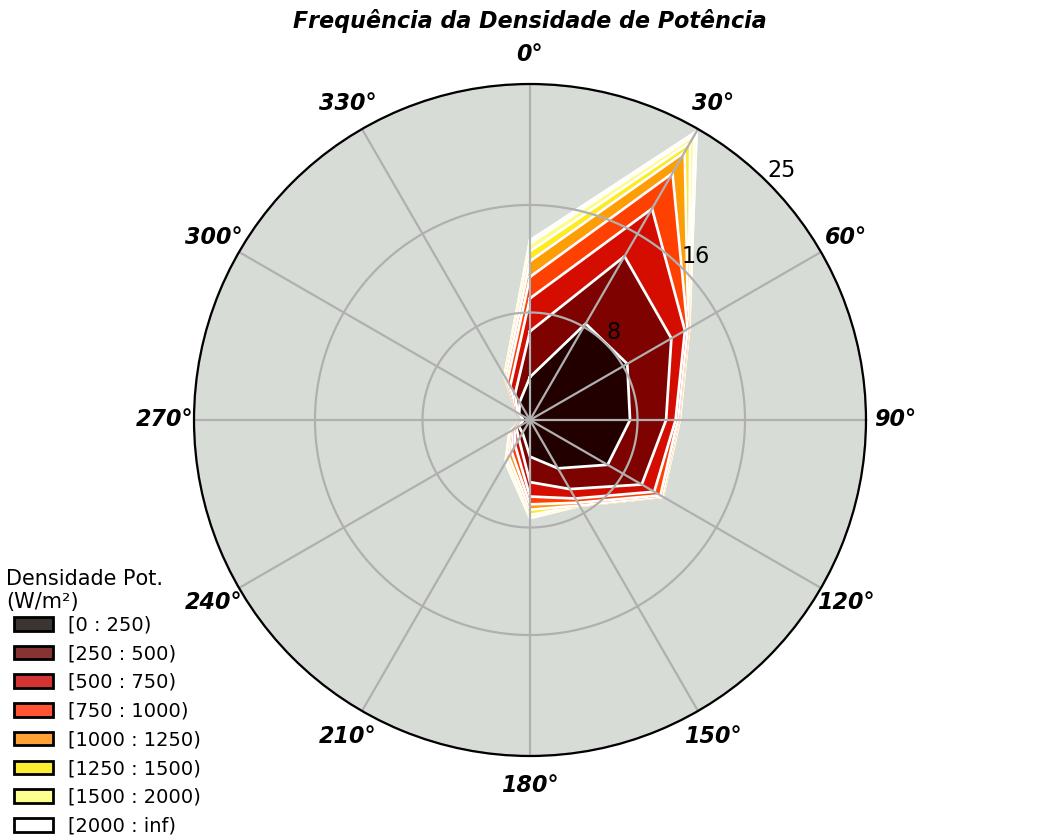 Frequência da Densidade de Potência
0°
330°
30°
25
300°
60°
16
8
270°
90°
240°
120°
210°
150°
180°
Densidade Pot.
(W/m²)
[0 : 250)
[250 : 500)
[500 : 750)
[750 : 1000)
[1000 : 1250)
[1250 : 1500)
[1500 : 2000)
[2000 : inf)